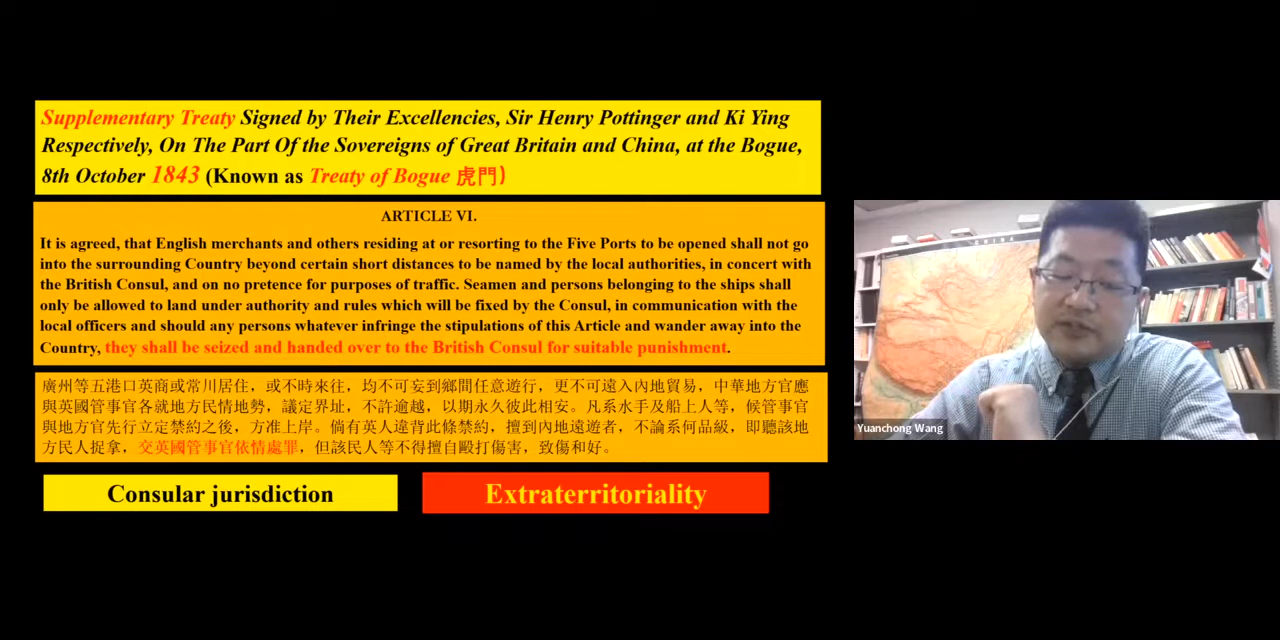 Supplementary Treaty Signed by Their Excellencies, Sir Henry Pottinger and Ki Ying
Respectively, On The Part Of the Sovereigns of Great Britain and China, at the Bogue,
8th October 1843 (Known as Treaty of Bogue 虎門)
ARTICLE VI.
It is agreed, that English merchants and others residing at or resorting to the Five Ports to be opened shall not go
into the surrounding Country beyond certain short distances to be named by the local authorities, in concert with
the British Consul, and on no pretence for purposes of traffic. Seamen and persons belonging to the ships shall
only be allowed to land under authority and rules which will be fixed by the Consul, in communication with the
local officers and should any persons whatever infringe the stipulations of this Article and wander away into the
Country, they shall be seized and handed over to the British Consul for suitable punishment.
廣州等五港口英商或常川居住，或不時來往，均不可妄到鄉間任意遊行，更不可遠入內地貿易，中華地方官應
與英國管事官各就地方民情地勢，議定界址，不許逾越，以期永久彼此相安。凡系水手及船上人等，候管事官
與地方官先行立定禁約之後，方准上岸。倘有英人違背此條禁約，擅到內地遠遊者，不論系何品級，即聽該地
方民人捉拿，交英國管事官依情處罪，但該民人等不得擅自毆打傷害，致傷和好。
Consular jurisdiction
Extraterritoriality
CHINA
Yuanchong Wang